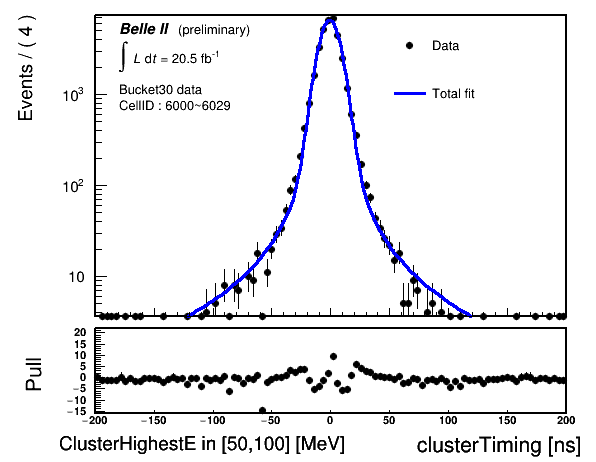 Events / ( 4 )
Belle II (preliminary)
∫ L dt = 20.5 fb⁻¹
Bucket30 data
CellID : 6000~6029
Data
Total fit
10³
10²
10
Pull
20
15
10
5
0
−5
−10
−15
−200 −150 −100 −50 0 50 100 150 200
ClusterHighestE in [50,100] [MeV] clusterTiming [ns]